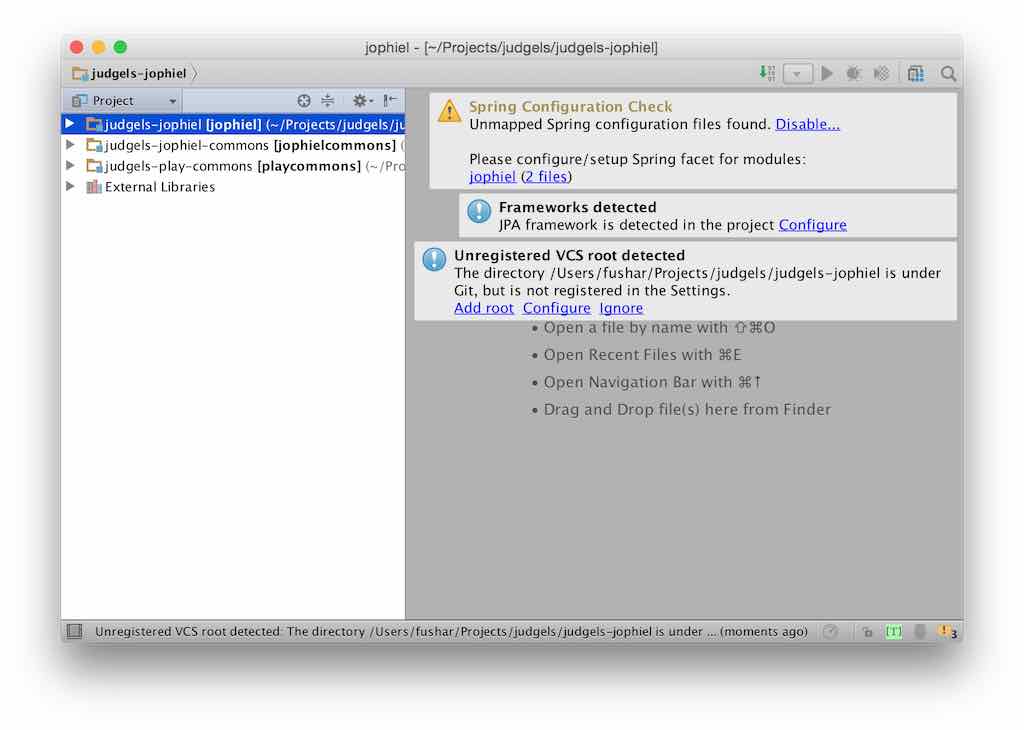 jophiel - [~/Projects/judgels/judgels-jophiel]
judgels-jophiel
Project
judgels-jophiel [jophiel] (~/Projects/judgels/ju
judgels-jophiel-commons [jophielcommons] (
judgels-play-commons [playcommons] (~/Pro
External Libraries
Spring Configuration Check
Unmapped Spring configuration files found. Disable...
Please configure/setup Spring facet for modules:
jophiel (2 files)
Frameworks detected
JPA framework is detected in the project Configure
Unregistered VCS root detected
The directory /Users/fushar/Projects/judgels/judgels-jophiel is under
Git, but is not registered in the Settings.
Add root Configure Ignore
• Open a file by name with ⇧⌘O
• Open Recent Files with ⌘E
• Open Navigation Bar with ⌘↑
• Drag and Drop file(s) here from Finder
Unregistered VCS root detected: The directory /Users/fushar/Projects/judgels/judgels-jophiel is under ... (moments ago)
[T]
3